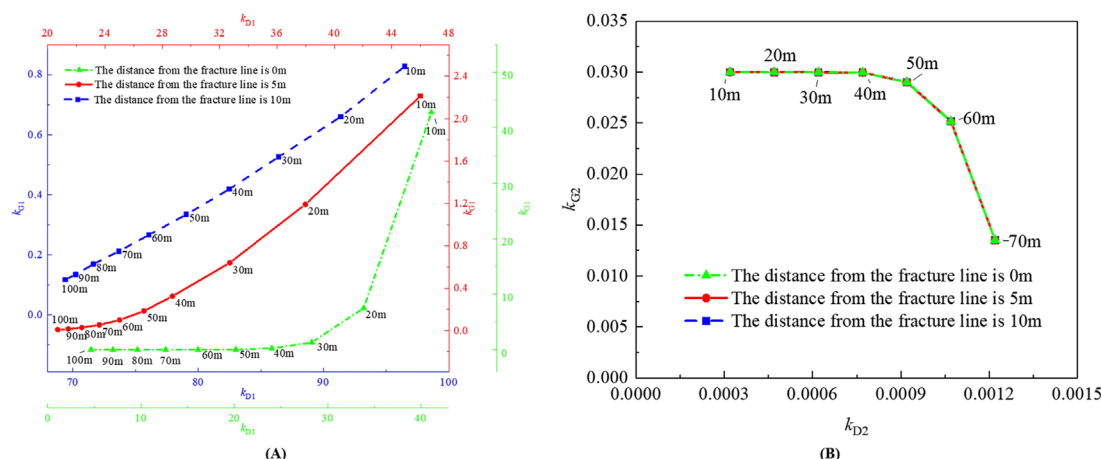 k_D1
20 24 28 32 36 40 44 48
The distance from the fracture line is 0m
The distance from the fracture line is 5m
The distance from the fracture line is 10m
k_G1
0.8
0.6
0.4
0.2
0.0
10m
20m
30m
40m
50m
60m
70m
80m
90m
100m
10m
20m
30m
40m
50m
60m
70m
80m
90m
100m
10m
20m
30m
40m
50m
60m
70m
80m
90m
100m
2.4
2.0
1.6
1.2
0.8
0.4
0.0
k_G1
50
40
30
20
10
0
k_G1
70 80 90 100
k_D1
0 10 20 30 40
k_D1
(A)
0.035
0.030
0.025
0.020
0.015
0.010
0.005
0.000
k_G2
10m
20m
30m
40m
50m
60m
70m
The distance from the fracture line is 0m
The distance from the fracture line is 5m
The distance from the fracture line is 10m
0.0000 0.0003 0.0006 0.0009 0.0012 0.0015
k_D2
(B)